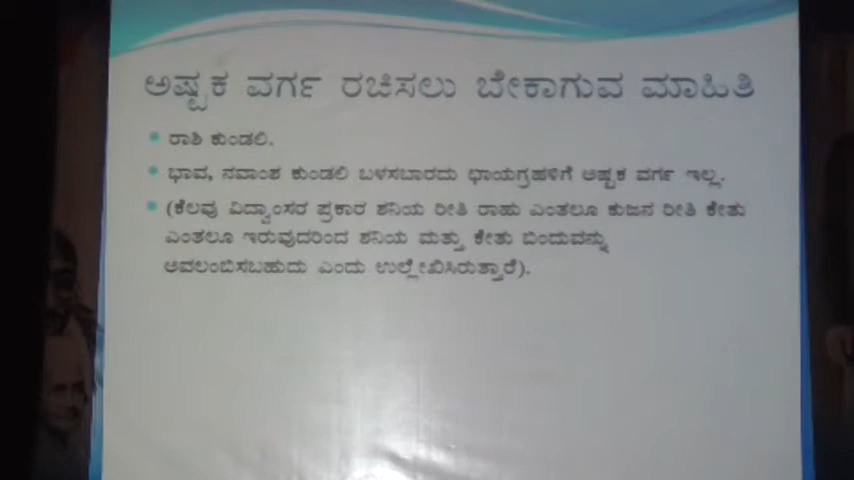 ಅಷ್ಟಕ ವರ್ಗ ರಚಿಸಲು ಬೇಕಾಗುವ ಮಾಹಿತಿ
ರಾಶಿ ಕುಂಡಲಿ.
ಭಾವ, ನವಾಂಶ ಕುಂಡಲಿ ಬಳಸಬಾರದು ಛಾಯಗ್ರಹಳಿಗೆ ಅಷ್ಟಕ ವರ್ಗ ಇಲ್ಲ.
(ಕೆಲವು ವಿದ್ವಾಂಸರ ಪ್ರಕಾರ ಶನಿಯ ರೀತಿ ರಾಹು ಎಂತಲೂ ಕುಜನ ರೀತಿ ಕೇತು
ಎಂತಲೂ ಇರುವುದರಿಂದ ಶನಿಯ ಮತ್ತು ಕೇತು ಬಿಂದುವನ್ನು
ಅವಲಂಬಿಸಬಹುದು ಎಂದು ಉಲ್ಲೇಖಿಸಿರುತ್ತಾರೆ).